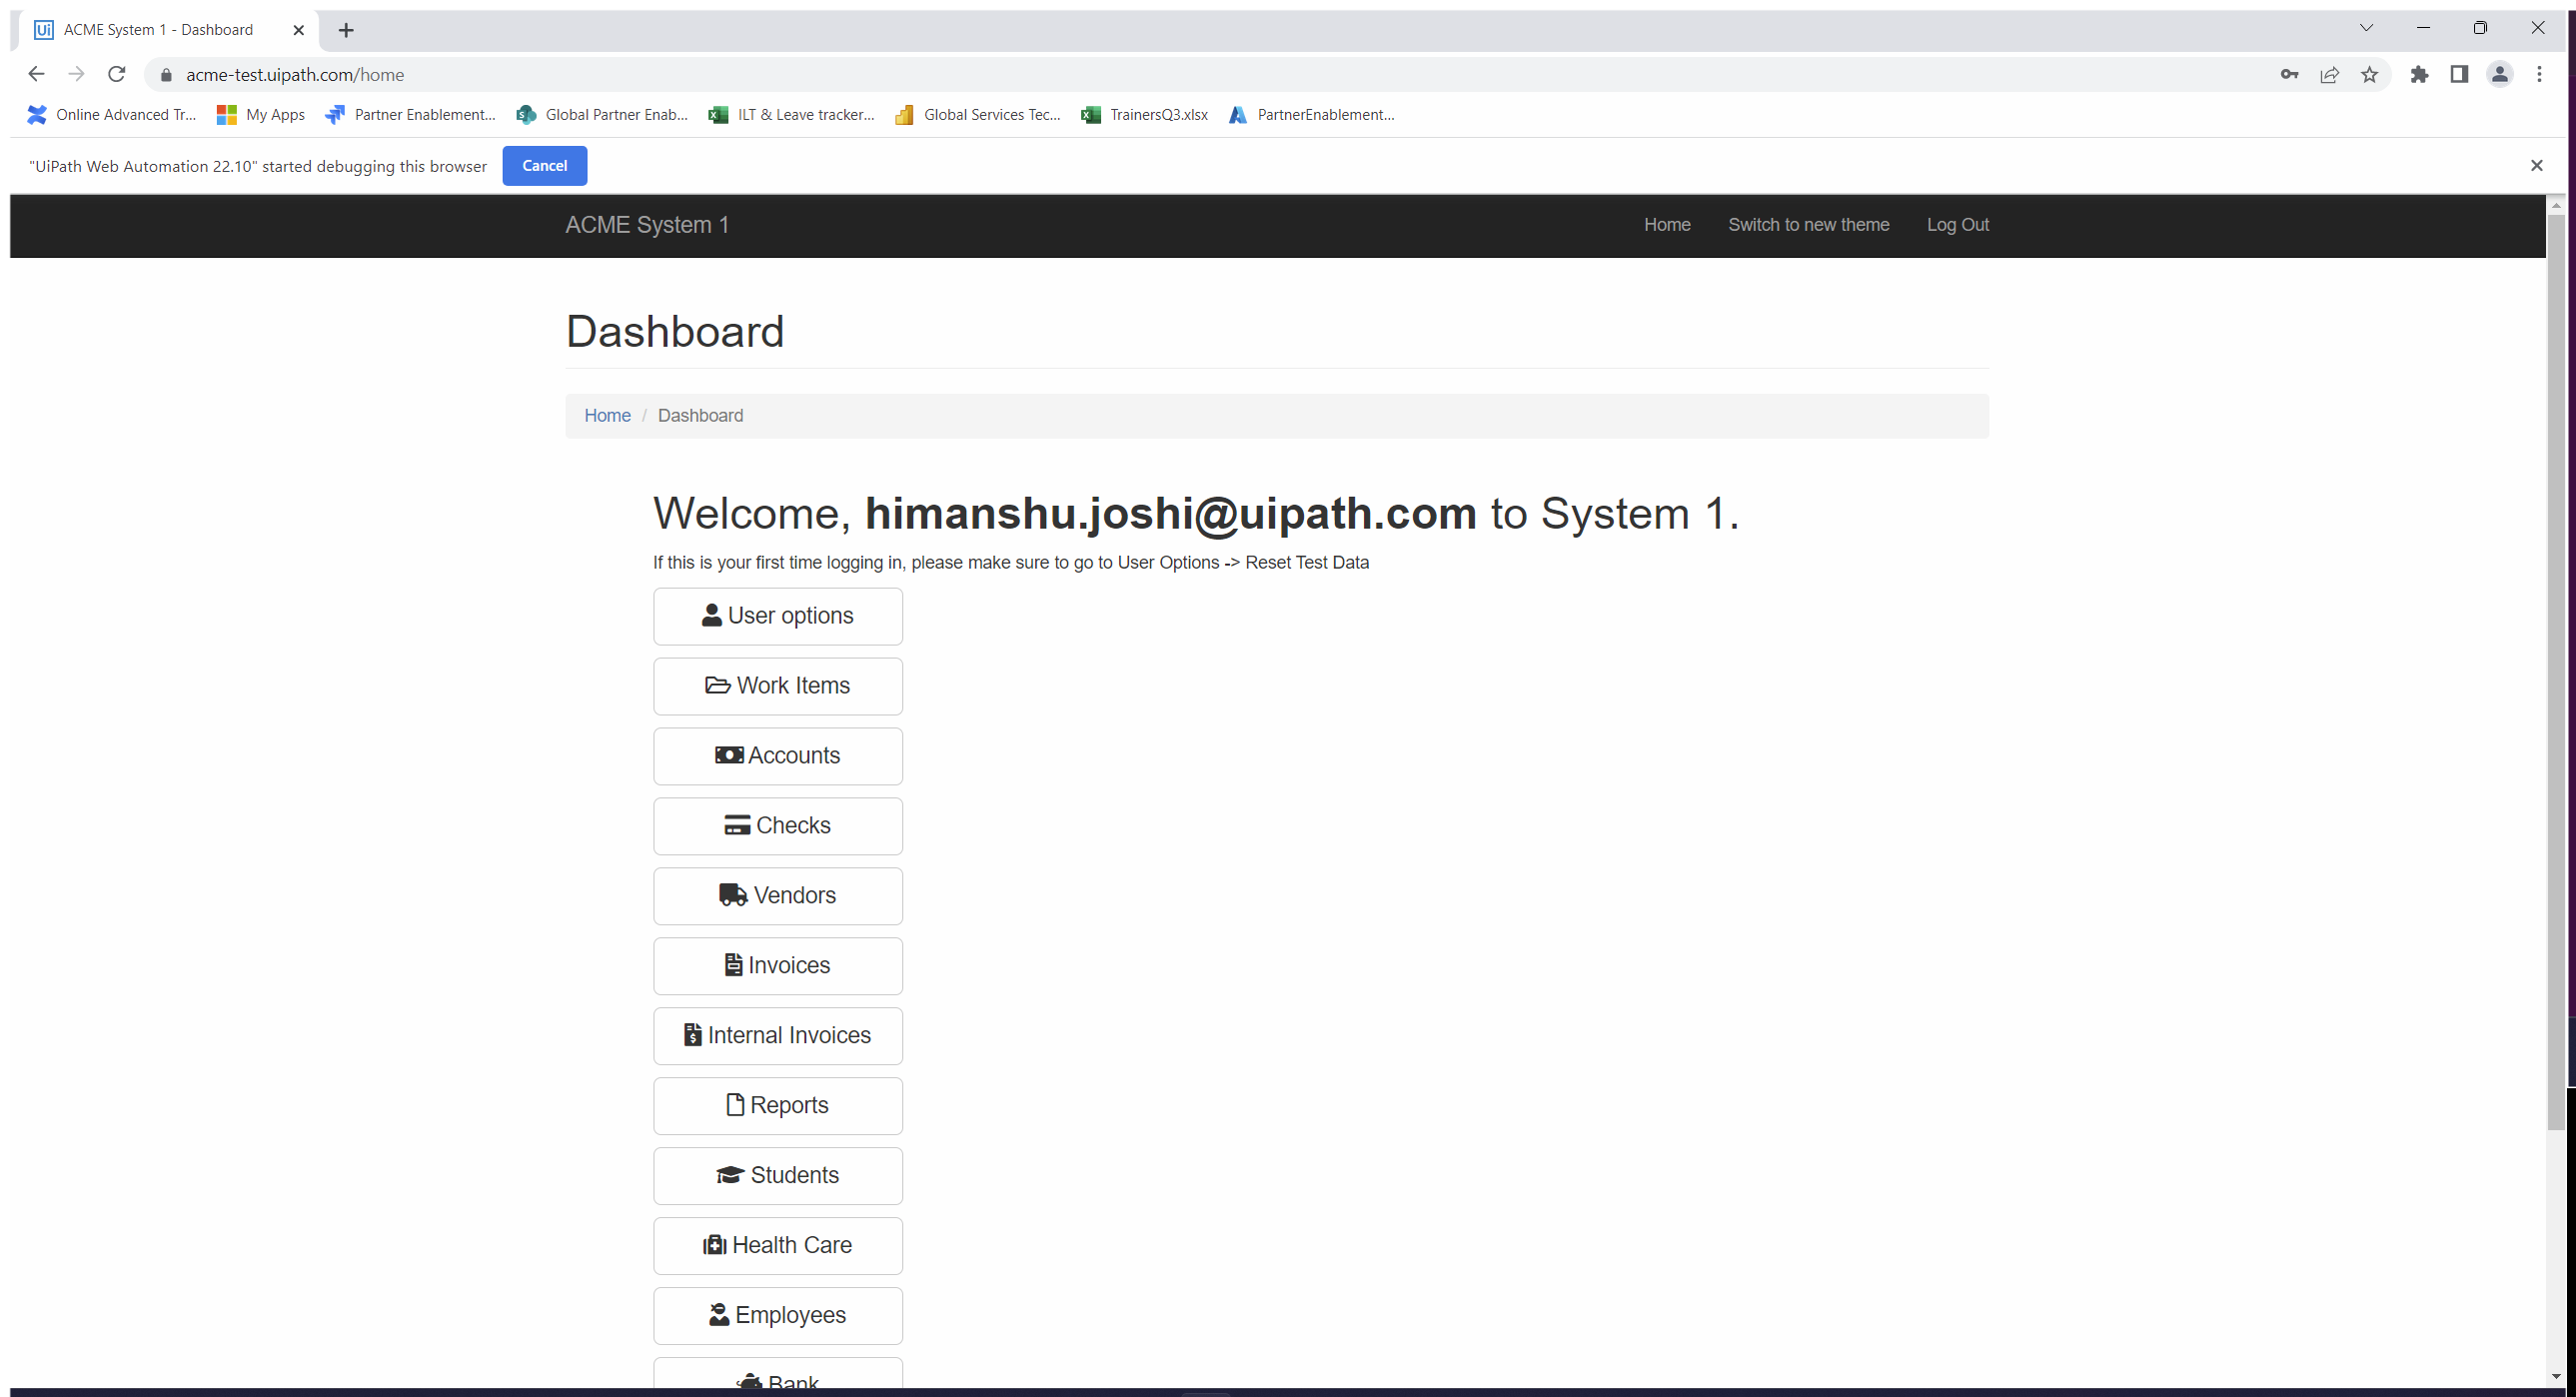 Ui ACME System 1 - Dashboard
acme-test.uipath.com/home
Online Advanced Tr... My Apps Partner Enablement... Global Partner Enab... ILT & Leave tracker... Global Services Tec... TrainersQ3.xlsx PartnerEnablement...
"UiPath Web Automation 22.10" started debugging this browser Cancel
ACME System 1 Home Switch to new theme Log Out
Dashboard
Home / Dashboard
Welcome, himanshu.joshi@uipath.com to System 1.
If this is your first time logging in, please make sure to go to User Options -> Reset Test Data
User options
Work Items
Accounts
Checks
Vendors
Invoices
Internal Invoices
Reports
Students
Health Care
Employees
Bank